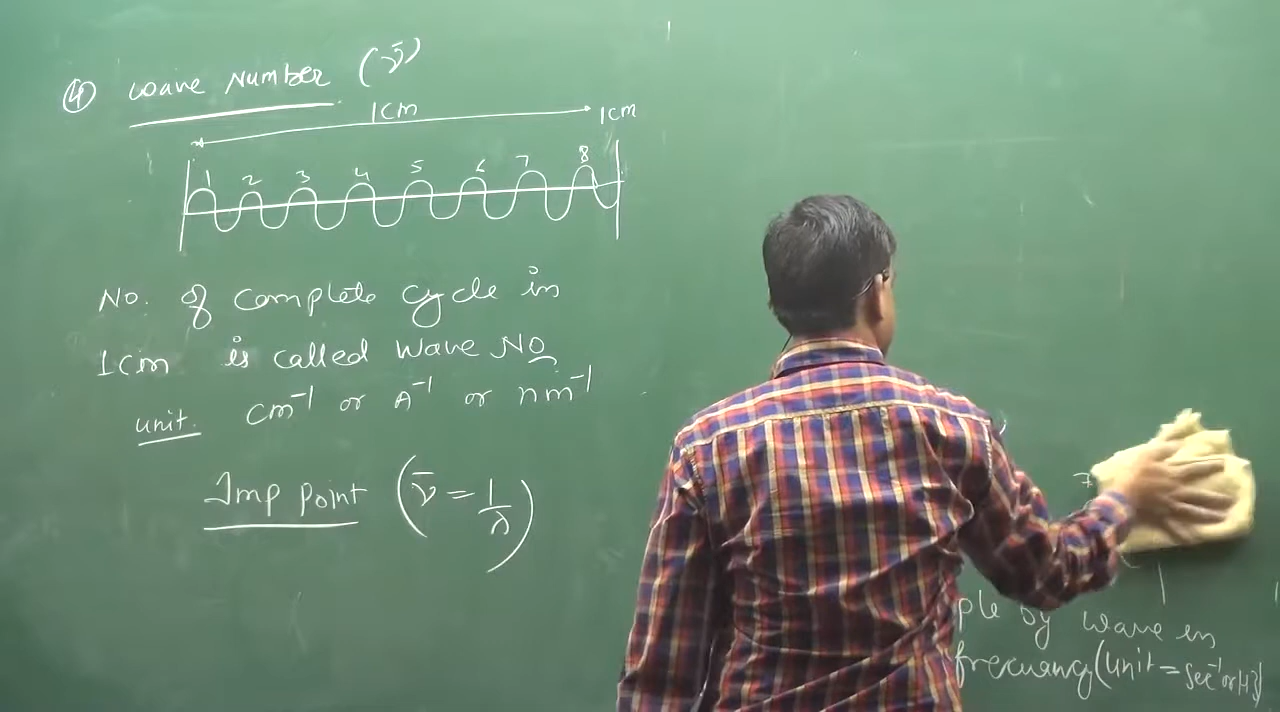 ④ Wave Number (ν̄)
1cm 1cm
1 2 3 4 5 6 7 8
No. of complete cycle in
1cm is called wave No
unit. cm⁻¹ or A⁻¹ or nm⁻¹
Imp point (ν̄ = 1/λ)
ple by wave in
frequancy (unit = sec⁻¹ or Hz)